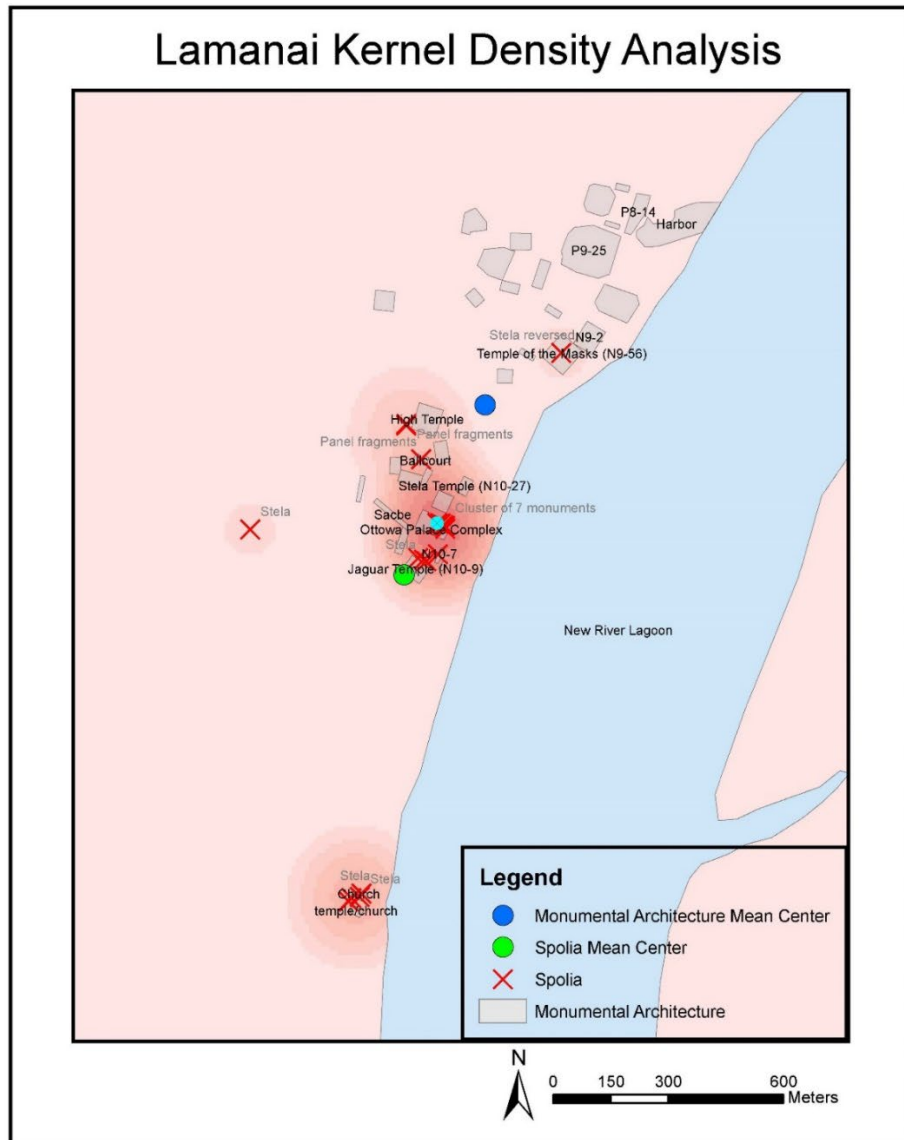 Lamanai Kernel Density Analysis
P8-14
Harbor
P9-25
Stela reversed
N9-2
Temple of the Masks (N9-56)
High Temple
Panel fragments
Panel fragments
Ballcourt
Stela Temple (N10-27)
Cluster of 7 monuments
Stela
Sacbe
Ottowa Palace Complex
Stela
N10-7
Jaguar Temple (N10-9)
New River Lagoon
Stela
Stela
Church
temple/church
Legend
Monumental Architecture Mean Center
Spolia Mean Center
Spolia
Monumental Architecture
N
0 150 300 600
Meters